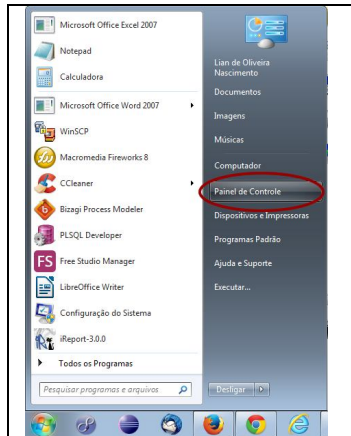 Microsoft Office Excel 2007
Notepad
Calculadora
Microsoft Office Word 2007
WinSCP
Macromedia Fireworks 8
CCleaner
Bizagi Process Modeler
PLSQL Developer
FS Free Studio Manager
LibreOffice Writer
Configuração do Sistema
iReport-3.0.0
Todos os Programas
Pesquisar programas e arquivos
Lian de Oliveira
Nascimento
Documentos
Imagens
Músicas
Computador
Painel de Controle
Dispositivos e Impressoras
Programas Padrão
Ajuda e Suporte
Executar...
Desligar